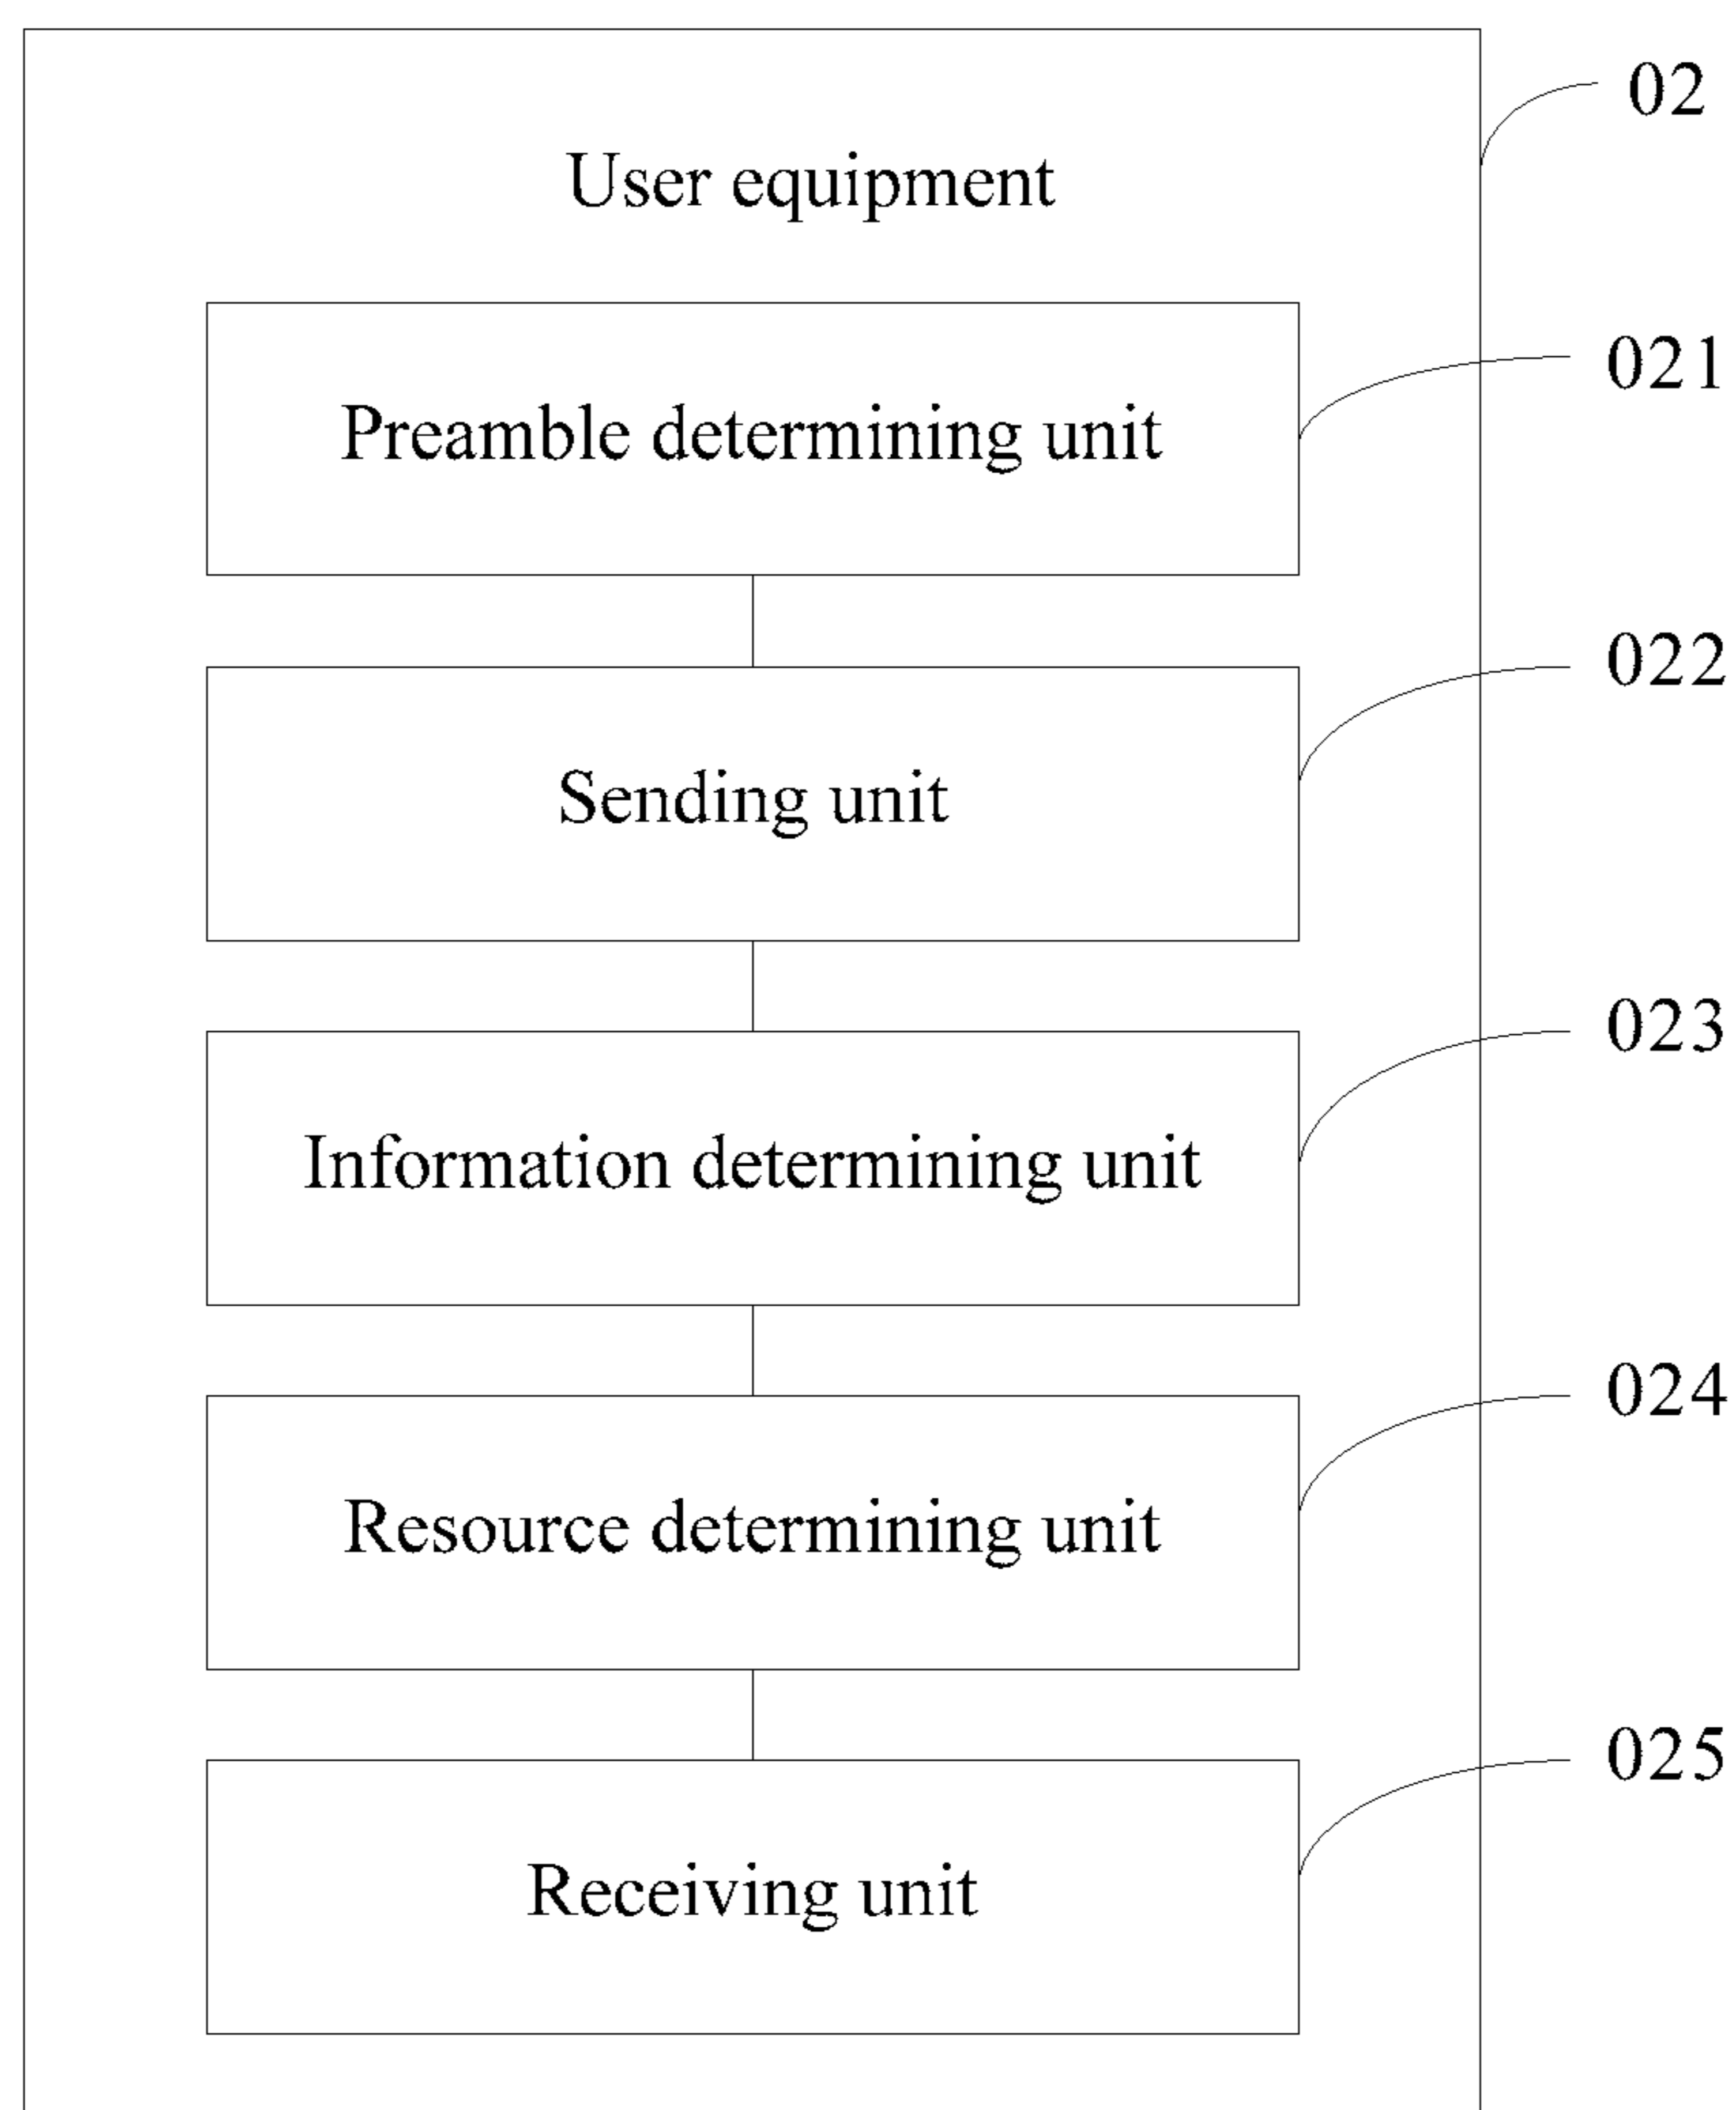 02
User equipment
021
Preamble determining unit
022
Sending unit
023
Information determining unit
024
Resource determining unit
025
Receiving unit